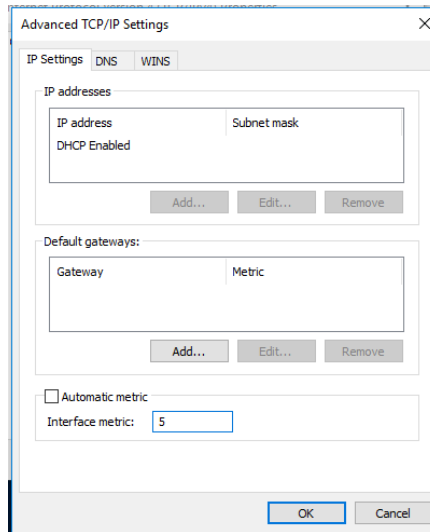 Advanced TCP/IP Settings
IP Settings DNS WINS
IP addresses
IP address Subnet mask
DHCP Enabled
Add... Edit... Remove
Default gateways:
Gateway Metric
Add... Edit... Remove
Automatic metric
Interface metric: 5
OK Cancel